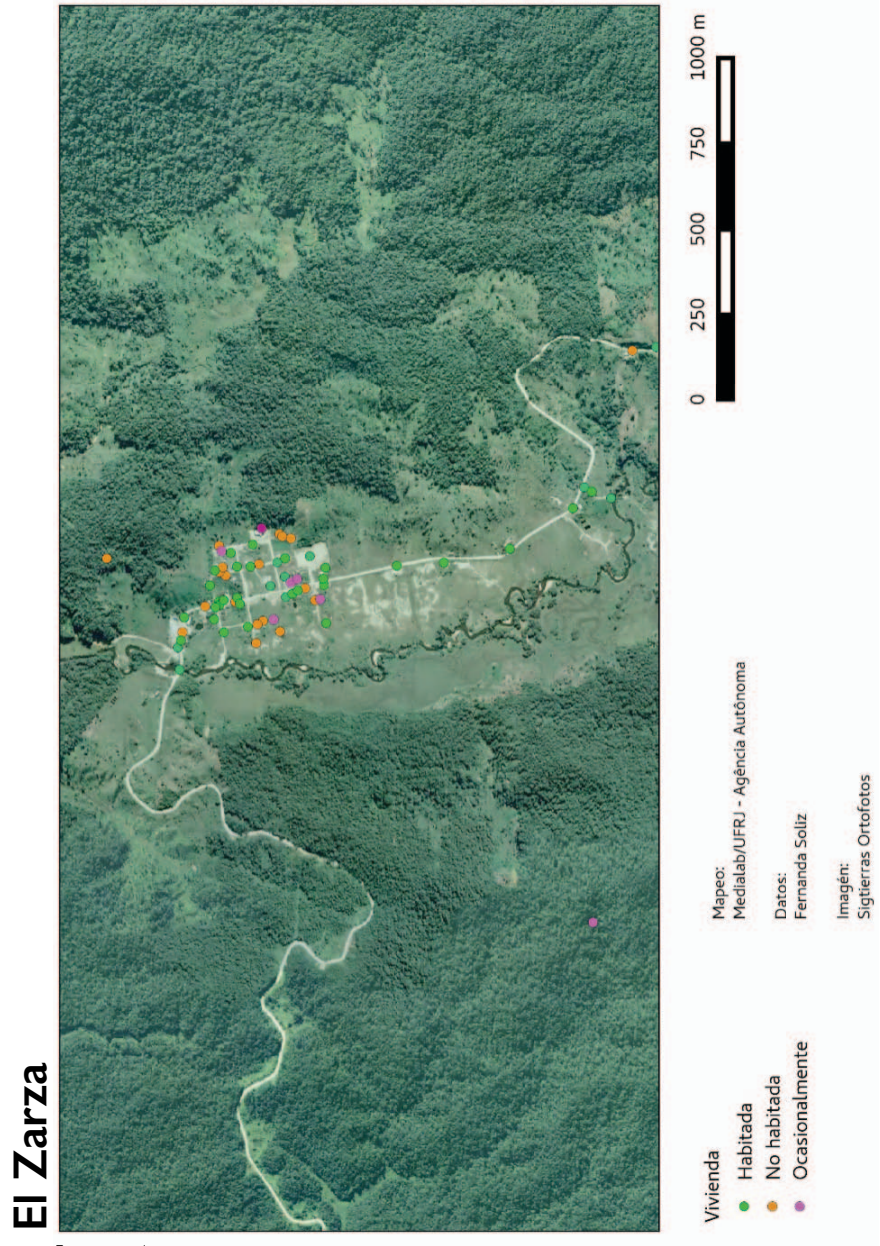 El Zarza
Vivienda
Habitada
No habitada
Ocasionalmente
Mapeo:
Medialab/UFRJ - Agência Autônoma
Datos:
Fernanda Soliz
Imagén:
Sigtierras Ortofotos
0 250 500 750 1000 m